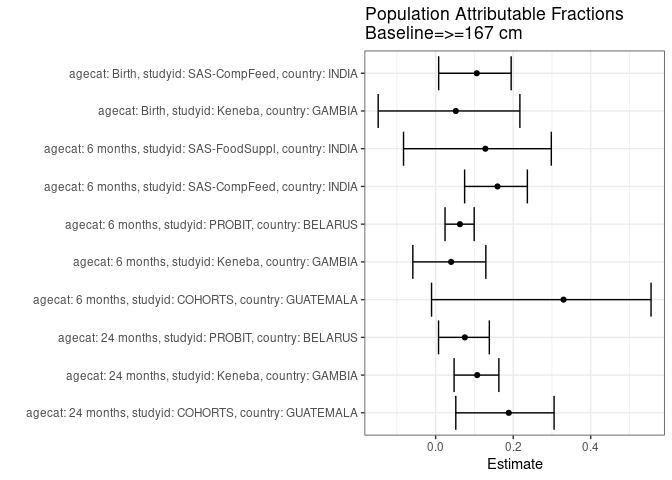 Population Attributable Fractions
Baseline=>=167 cm
agecat: Birth, studyid: SAS-CompFeed, country: INDIA
agecat: Birth, studyid: Keneba, country: GAMBIA
agecat: 6 months, studyid: SAS-FoodSuppl, country: INDIA
agecat: 6 months, studyid: SAS-CompFeed, country: INDIA
agecat: 6 months, studyid: PROBIT, country: BELARUS
agecat: 6 months, studyid: Keneba, country: GAMBIA
agecat: 6 months, studyid: COHORTS, country: GUATEMALA
agecat: 24 months, studyid: PROBIT, country: BELARUS
agecat: 24 months, studyid: Keneba, country: GAMBIA
agecat: 24 months, studyid: COHORTS, country: GUATEMALA
0.0 0.2 0.4
Estimate